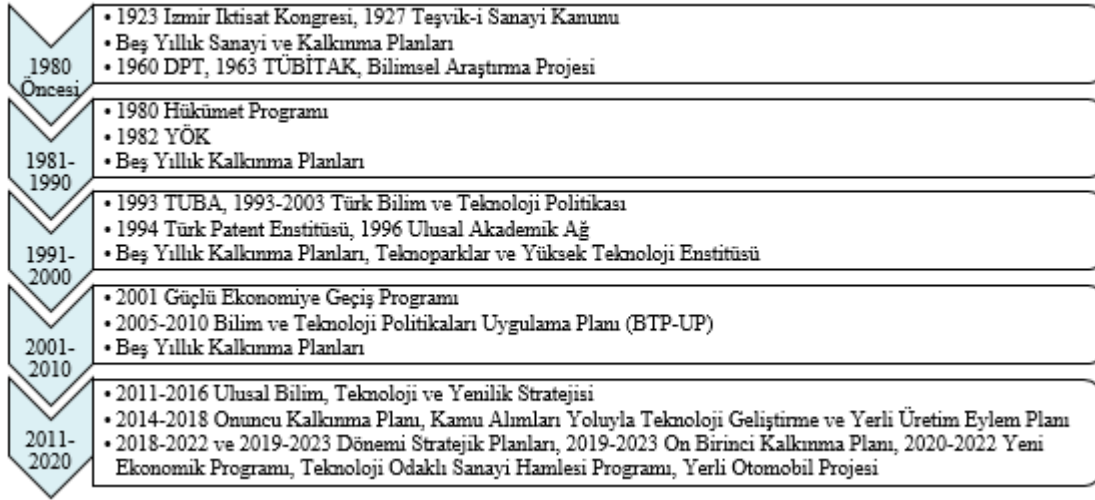 1980
Öncesi
• 1923 Izmir Iktisat Kongresi, 1927 Teşvik-i Sanayi Kanunu
• Beş Yıllık Sanayi ve Kalkınma Planları
• 1960 DPT, 1963 TÜBİTAK, Bilimsel Araştırma Projesi
1981-
1990
• 1980 Hükümet Programı
• 1982 YÖK
• Beş Yıllık Kalkınma Planları
1991-
2000
• 1993 TUBA, 1993-2003 Türk Bilim ve Teknoloji Politikası
• 1994 Türk Patent Enstitüsü, 1996 Ulusal Akademik Ağ
• Beş Yıllık Kalkınma Planları, Teknoparklar ve Yüksek Teknoloji Enstitüsü
2001-
2010
• 2001 Güçlü Ekonomiye Geçiş Programı
• 2005-2010 Bilim ve Teknoloji Politikaları Uygulama Planı (BTP-UP)
• Beş Yıllık Kalkınma Planları
2011-
2020
• 2011-2016 Ulusal Bilim, Teknoloji ve Yenilik Stratejisi
• 2014-2018 Onuncu Kalkınma Planı, Kamu Alımları Yoluyla Teknoloji Geliştirme ve Yerli Üretim Eylem Planı
• 2018-2022 ve 2019-2023 Dönemi Stratejik Planları, 2019-2023 On Birinci Kalkınma Planı, 2020-2022 Yeni
Ekonomik Programı, Teknoloji Odaklı Sanayi Hamlesi Programı, Yerli Otomobil Projesi